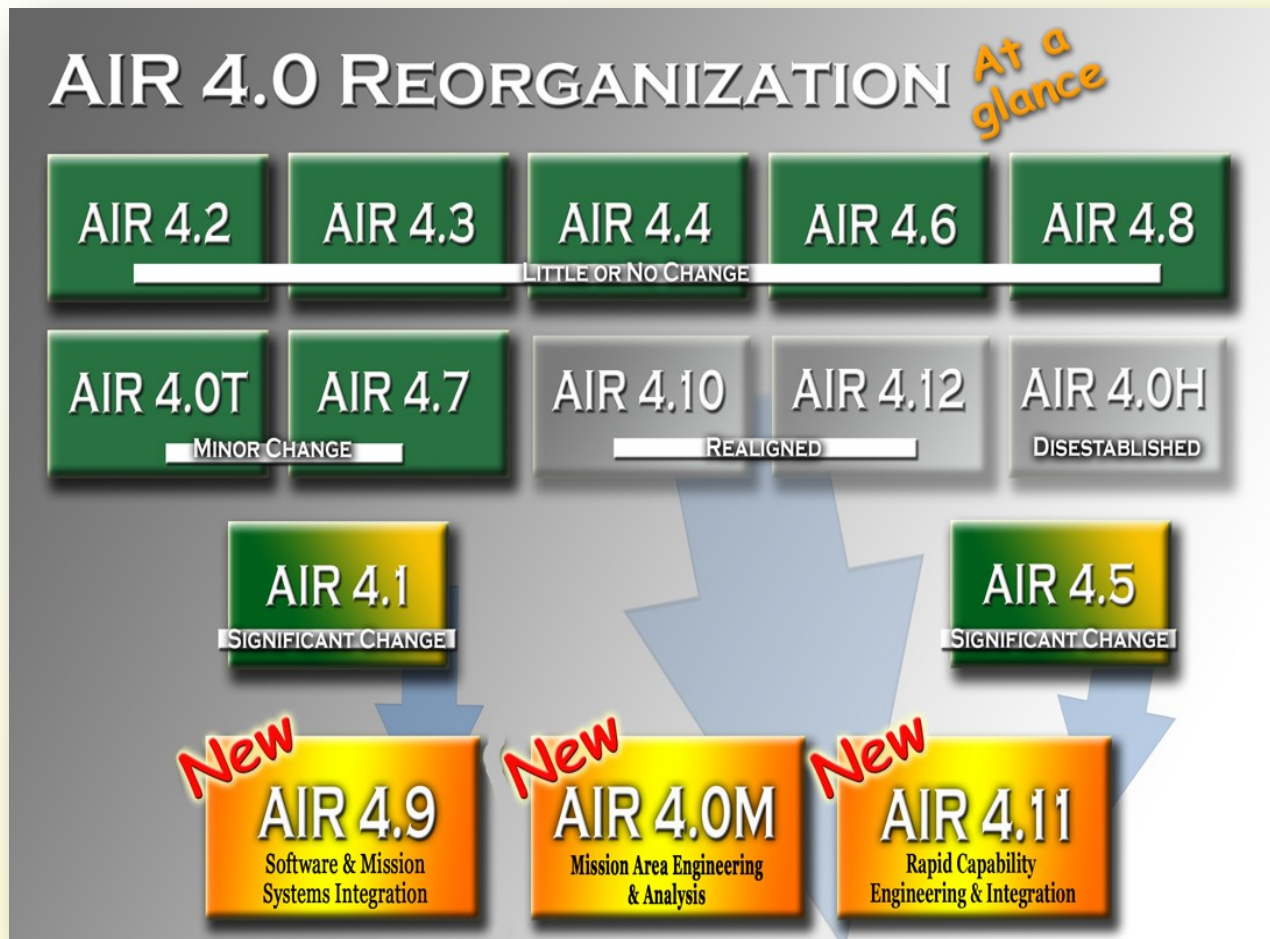 AIR 4.0 REORGANIZATION At a glance
AIR 4.2
AIR 4.3
AIR 4.4
AIR 4.6
AIR 4.8
LITTLE OR NO CHANGE
AIR 4.0T
AIR 4.7
AIR 4.10
AIR 4.12
AIR 4.0H
MINOR CHANGE
REALIGNED
DISESTABLISHED
AIR 4.1
SIGNIFICANT CHANGE
AIR 4.5
SIGNIFICANT CHANGE
New
AIR 4.9
Software & Mission
Systems Integration
New
AIR 4.0M
Mission Area Engineering
& Analysis
New
AIR 4.11
Rapid Capability
Engineering & Integration